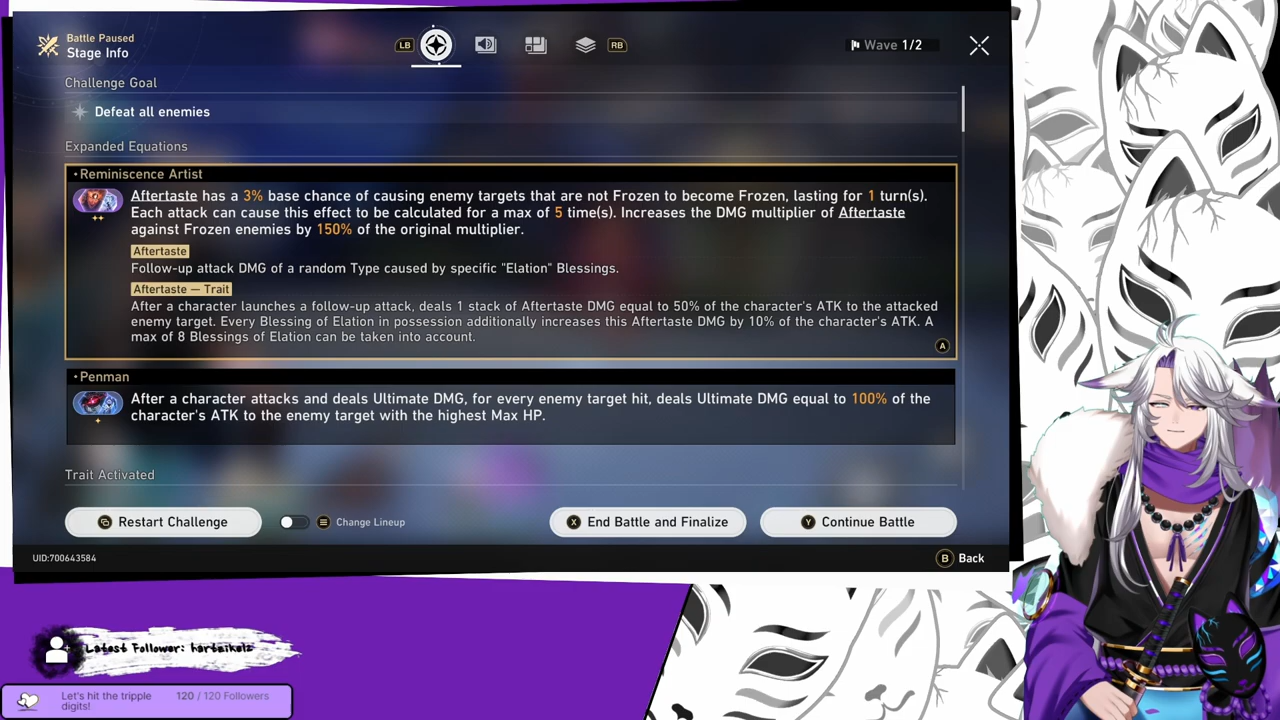 Battle Paused
Stage Info
LB
RB
Wave 1/2
Challenge Goal
Defeat all enemies
Expanded Equations
• Reminiscence Artist
Aftertaste has a 3% base chance of causing enemy targets that are not Frozen to become Frozen, lasting for 1 turn(s).
Each attack can cause this effect to be calculated for a max of 5 time(s). Increases the DMG multiplier of Aftertaste
against Frozen enemies by 150% of the original multiplier.
Aftertaste
Follow-up attack DMG of a random Type caused by specific "Elation" Blessings.
Aftertaste — Trait
After a character launches a follow-up attack, deals 1 stack of Aftertaste DMG equal to 50% of the character's ATK to the attacked
enemy target. Every Blessing of Elation in possession additionally increases this Aftertaste DMG by 10% of the character's ATK. A
max of 8 Blessings of Elation can be taken into account.
A
• Penman
After a character attacks and deals Ultimate DMG, for every enemy target hit, deals Ultimate DMG equal to 100% of the
character's ATK to the enemy target with the highest Max HP.
Trait Activated
Restart Challenge
Change Lineup
X End Battle and Finalize
Y Continue Battle
UID:700643584
B Back
Latest Follower: hartaikelz
Let's hit the tripple
digits!
120 / 120 Followers